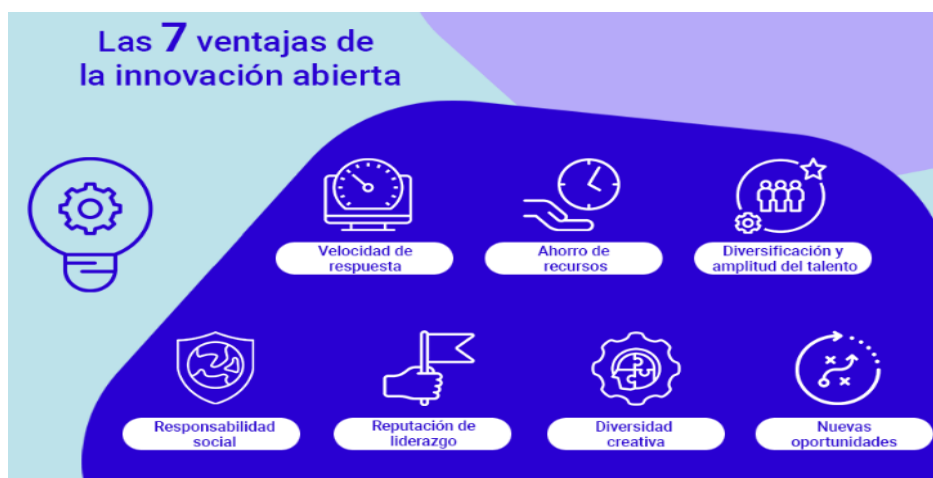 Las 7 ventajas de
la innovación abierta
Velocidad de
respuesta
Ahorro de
recursos
Diversificación y
amplitud del talento
Responsabilidad
social
Reputación de
liderazgo
Diversidad
creativa
Nuevas
oportunidades